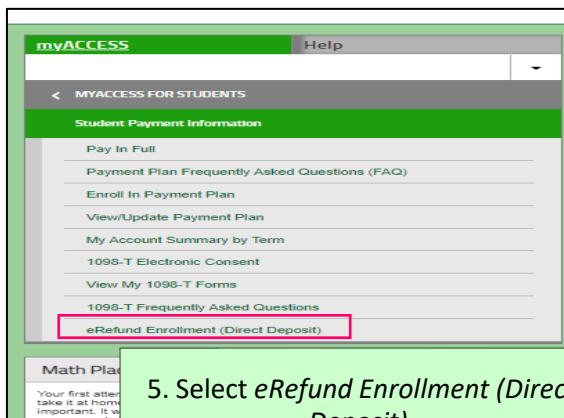 myACCESS Help
< MYACCESS FOR STUDENTS
Student Payment Information
Pay In Full
Payment Plan Frequently Asked Questions (FAQ)
Enroll In Payment Plan
View/Update Payment Plan
My Account Summary by Term
1098-T Electronic Consent
View My 1098-T Forms
1098-T Frequently Asked Questions
eRefund Enrollment (Direct Deposit)
Math Plac
Your first atte
take it at home
important. It w
5. Select eRefund Enrollment (Direc
Deposit)